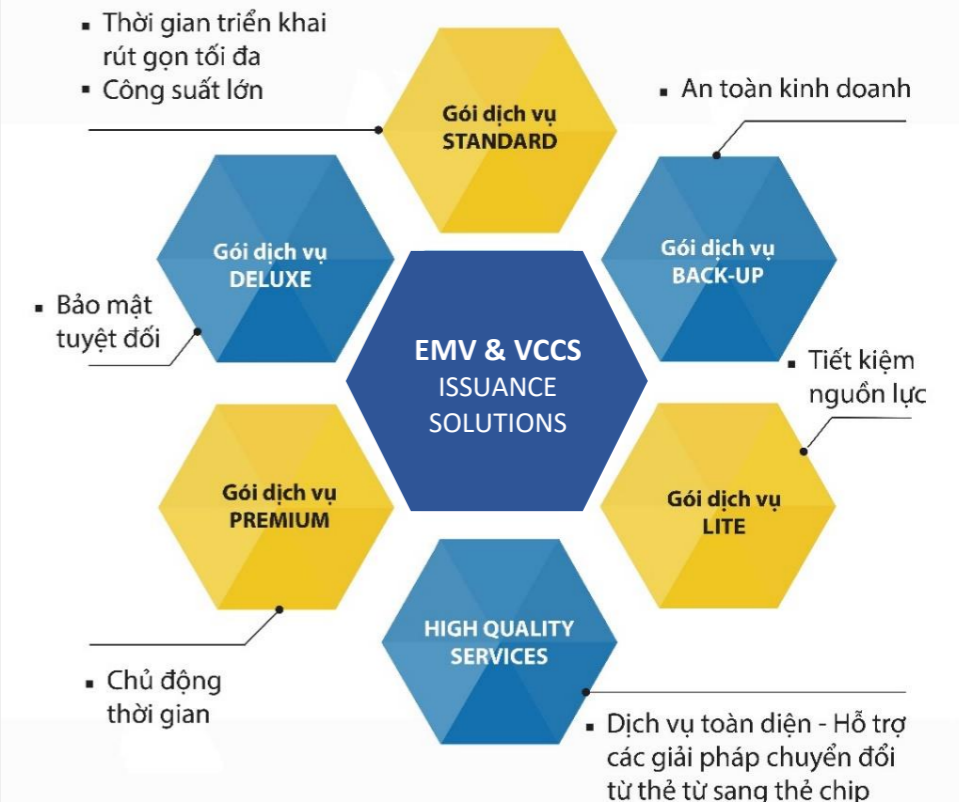 ▪ Thời gian triển khai
rút gọn tối đa
▪ Công suất lớn
Gói dịch vụ
STANDARD
▪ An toàn kinh doanh
Gói dịch vụ
DELUXE
Gói dịch vụ
BACK-UP
▪ Bảo mật
tuyệt đối
EMV & VCCS
ISSUANCE
SOLUTIONS
▪ Tiết kiệm
nguồn lực
Gói dịch vụ
PREMIUM
Gói dịch vụ
LITE
HIGH QUALITY
SERVICES
▪ Chủ động
thời gian
▪ Dịch vụ toàn diện - Hỗ trợ
các giải pháp chuyển đổi
từ thẻ từ sang thẻ chip